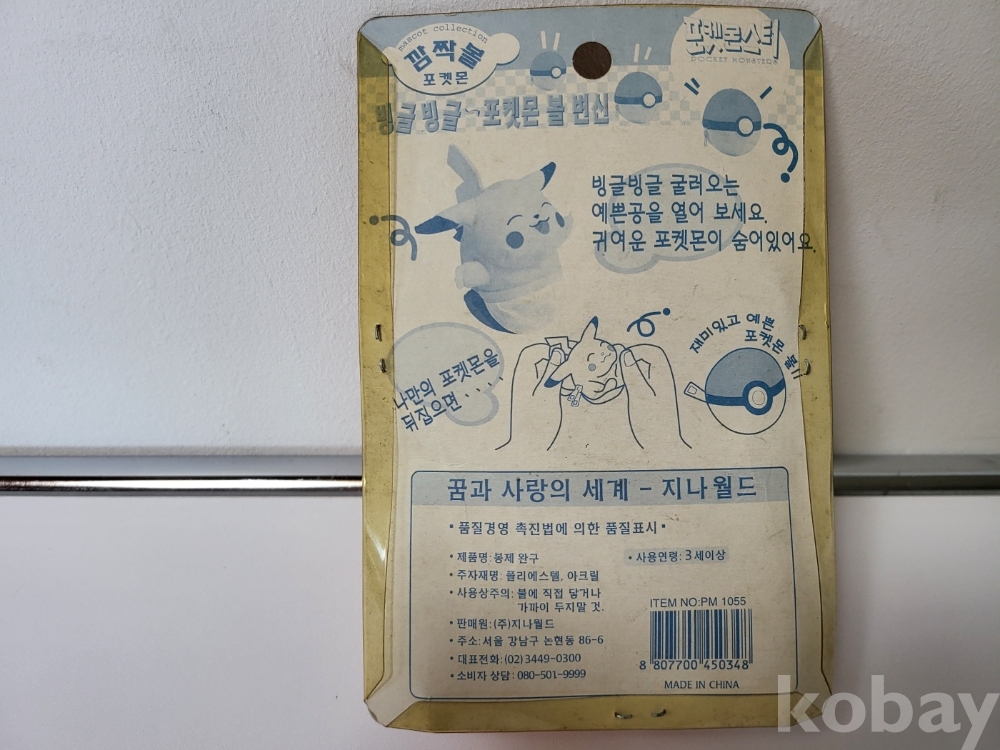 mascot collection
깜짝볼
포켓몬
포켓몬스터
POCKET MONSTERS
빙글빙글~포켓몬 볼 변신
빙글빙글 굴러오는
예쁜공을 열어 보세요.
귀여운 포켓몬이 숨어있어요.
재미있고 예쁜
포켓몬 볼!!
나만의 포켓몬을
뒤집으면 . . . .
꿈과 사랑의 세계 - 지나월드
▪ 품질경영 촉진법에 의한 품질표시 ▪
• 제품명: 봉제 완구
• 사용연령: 3세이상
• 주자재명: 폴리에스텔, 아크릴
• 사용상주의: 불에 직접 닿거나
가까이 두지말 것.
• 판매원: (주)지나월드
• 주소: 서울 강남구 논현동 86-6
• 대표전화: (02)3449-0300
• 소비자 상담: 080-501-9999
ITEM NO: PM 1055
8 807700 450348
MADE IN CHINA
kobay